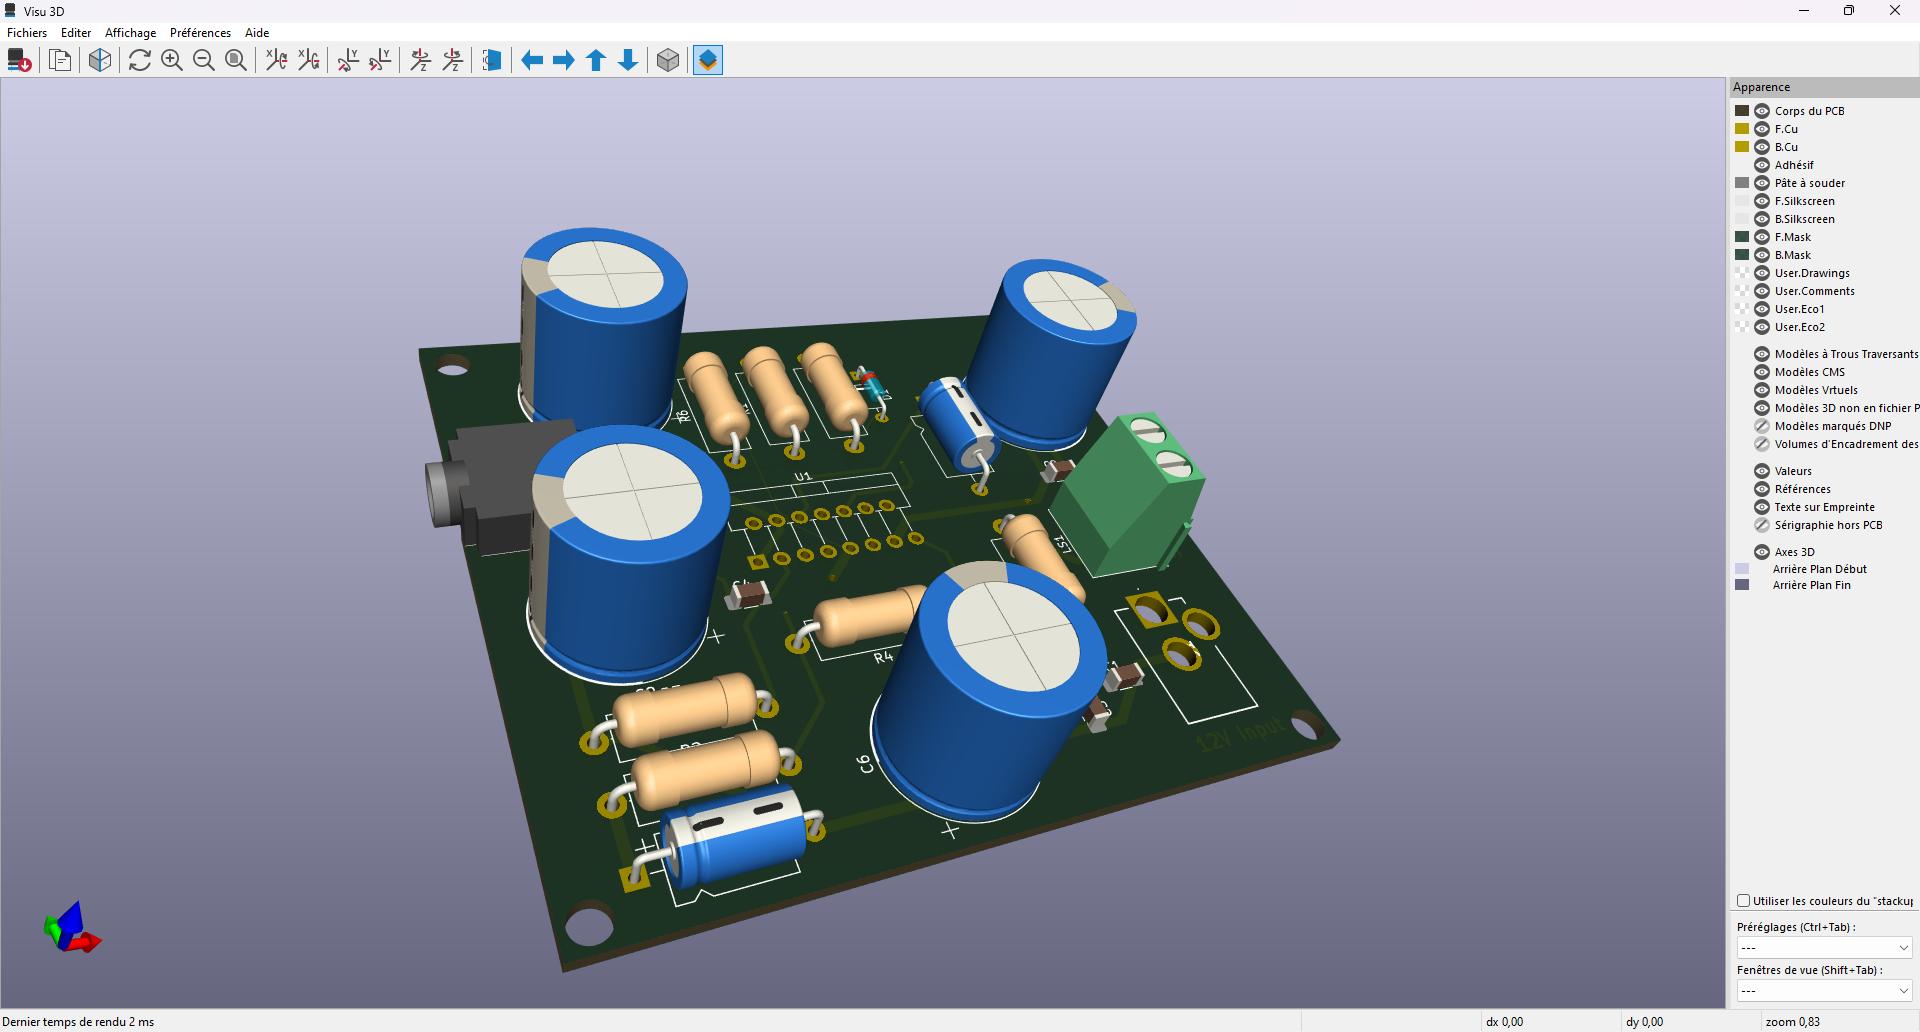 Visu 3D
Fichiers Editer Affichage Préférences Aide
Apparence
Corps du PCB
F.Cu
B.Cu
Adhésif
Pâte à souder
F.Silkscreen
B.Silkscreen
F.Mask
B.Mask
User.Drawings
User.Comments
User.Eco1
User.Eco2
Modèles à Trous Traversants
Modèles CMS
Modèles Vrtuels
Modèles 3D non en fichier P
Modèles marqués DNP
Volumes d'Encadrement des
Valeurs
Références
Texte sur Empreinte
Sérigraphie hors PCB
Axes 3D
Arrière Plan Début
Arrière Plan Fin
R6
U1
LS1
R4
C6
12V Input
Utiliser les couleurs du "stackup
Préréglages (Ctrl+Tab) :
---
Fenêtres de vue (Shift+Tab) :
---
Dernier temps de rendu 2 ms
dx 0,00
dy 0,00
zoom 0,83